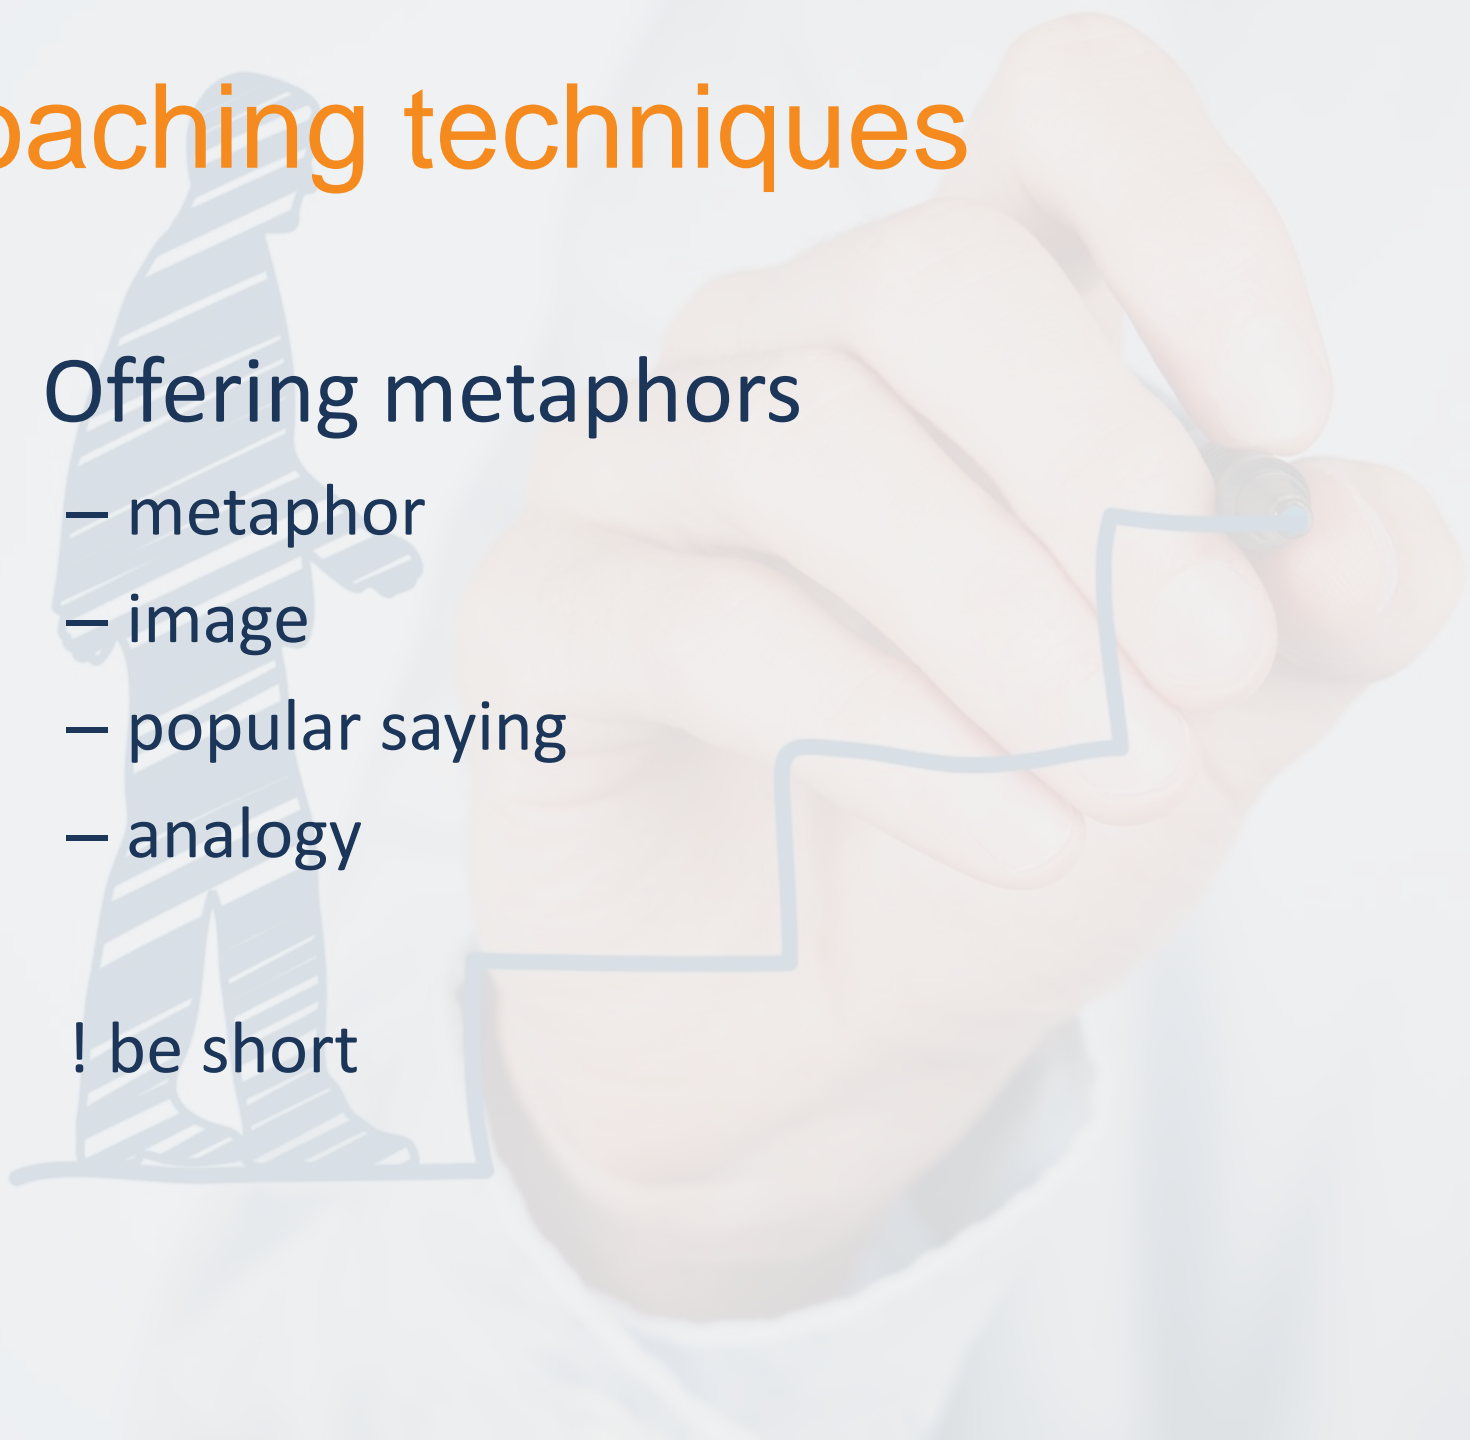 oaching techniques
Offering metaphors
– metaphor
– image
– popular saying
– analogy
! be short